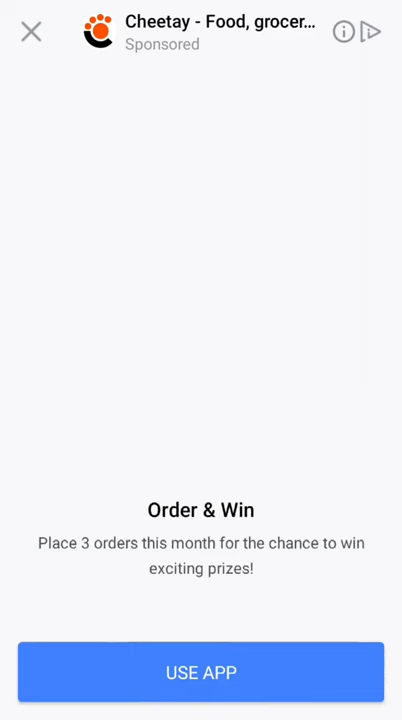 Cheetay - Food, grocer...
Sponsored
Order & Win
Place 3 orders this month for the chance to win
exciting prizes!
USE APP